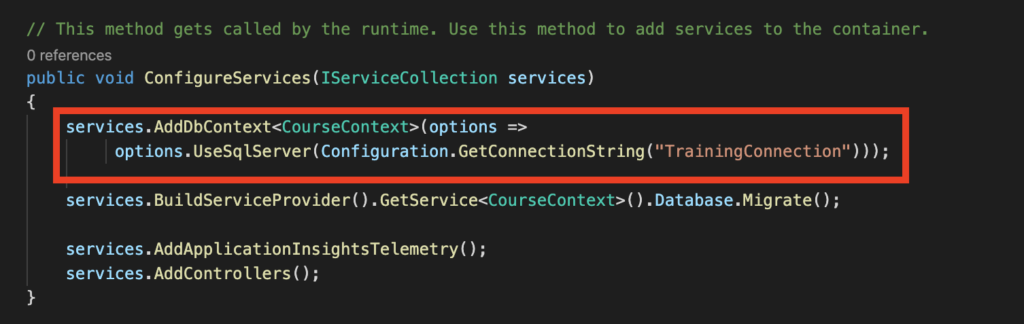 // This method gets called by the runtime. Use this method to add services to the container.
0 references
public void ConfigureServices(IServiceCollection services)
{
services.AddDbContext<CourseContext>(options =>
options.UseSqlServer(Configuration.GetConnectionString("TrainingConnection")));
services.BuildServiceProvider().GetService<CourseContext>().Database.Migrate();
services.AddApplicationInsightsTelemetry();
services.AddControllers();
}